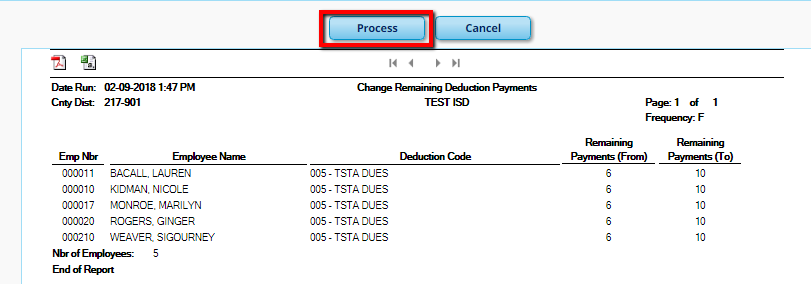 Process Cancel
Date Run: 02-09-2018 1:47 PM Change Remaining Deduction Payments
Cnty Dist: 217-901 TEST ISD Page: 1 of 1
Frequency: F
Remaining Remaining
Emp Nbr Employee Name Deduction Code Payments (From) Payments (To)
000011 BACALL, LAUREN 005 - TSTA DUES 6 10
000010 KIDMAN, NICOLE 005 - TSTA DUES 6 10
000017 MONROE, MARILYN 005 - TSTA DUES 6 10
000020 ROGERS, GINGER 005 - TSTA DUES 6 10
000210 WEAVER, SIGOURNEY 005 - TSTA DUES 6 10
Nbr of Employees: 5
End of Report